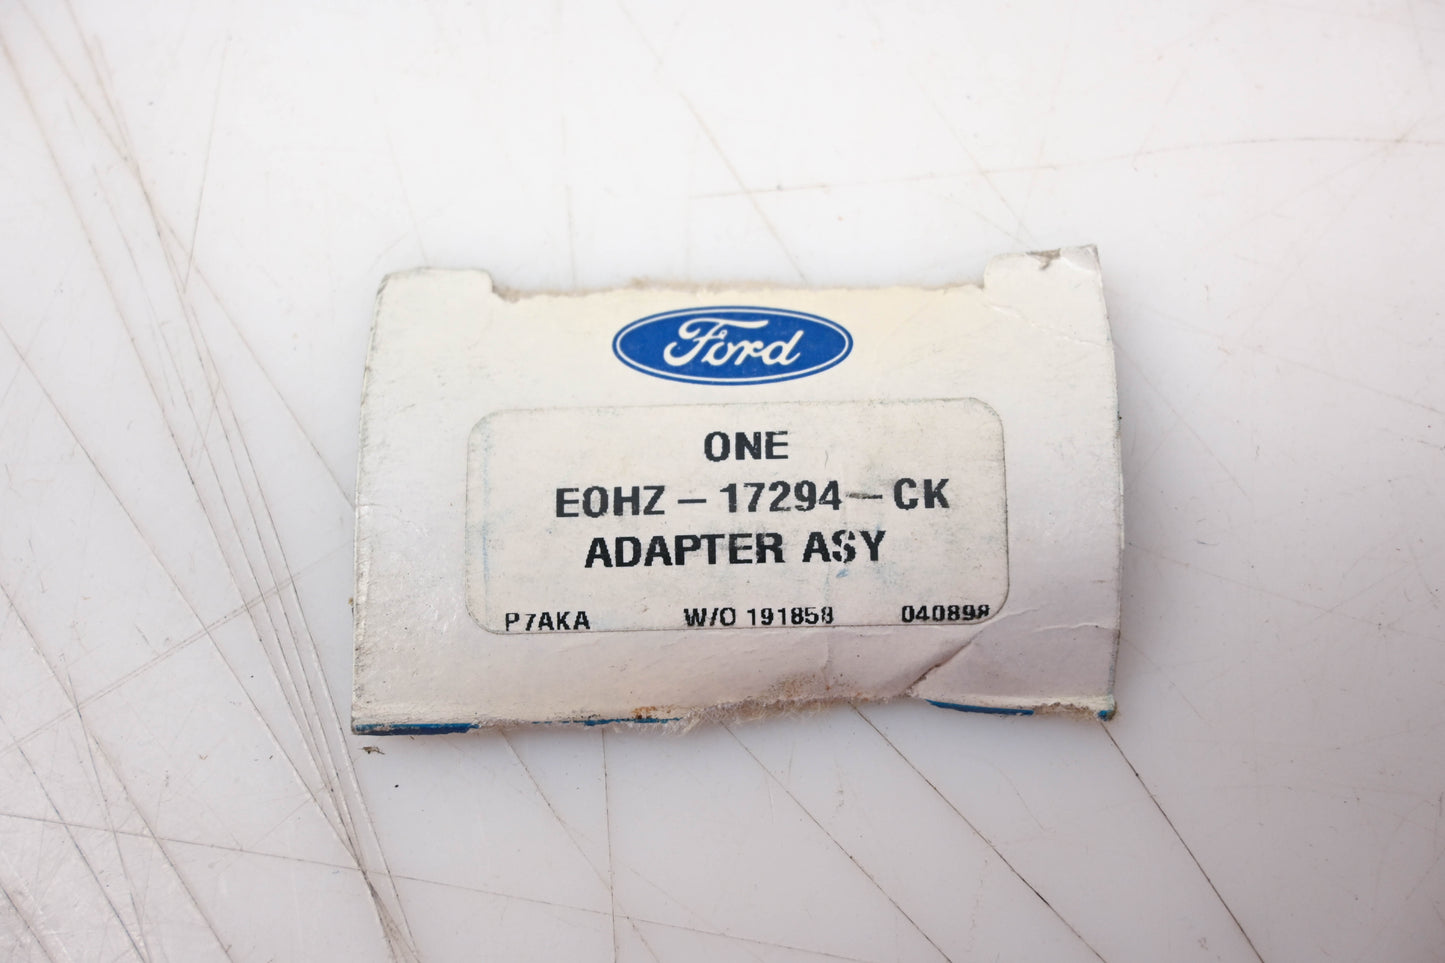 Ford
ONE
E0HZ - 17294 - CK
ADAPTER ASY
P7AKA W/O 191858 040898